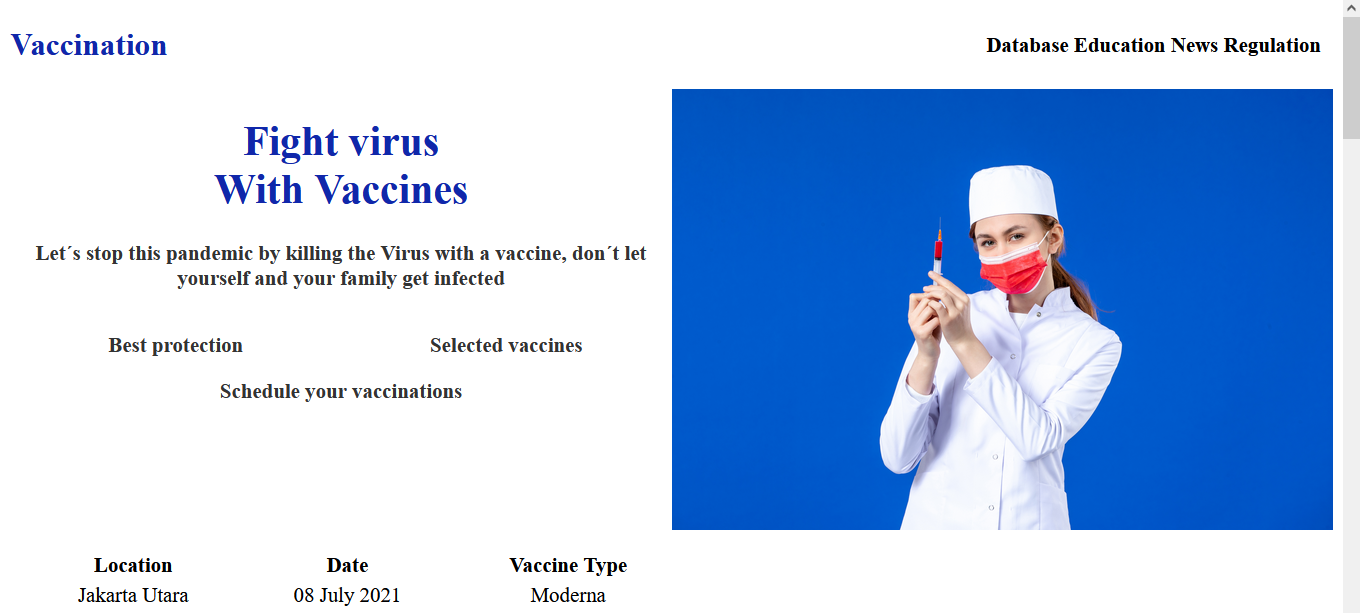 Vaccination
Database Education News Regulation
Fight virus
With Vaccines
Let´s stop this pandemic by killing the Virus with a vaccine, don´t let
yourself and your family get infected
Best protection
Selected vaccines
Schedule your vaccinations
Location Date Vaccine Type
Jakarta Utara 08 July 2021 Moderna